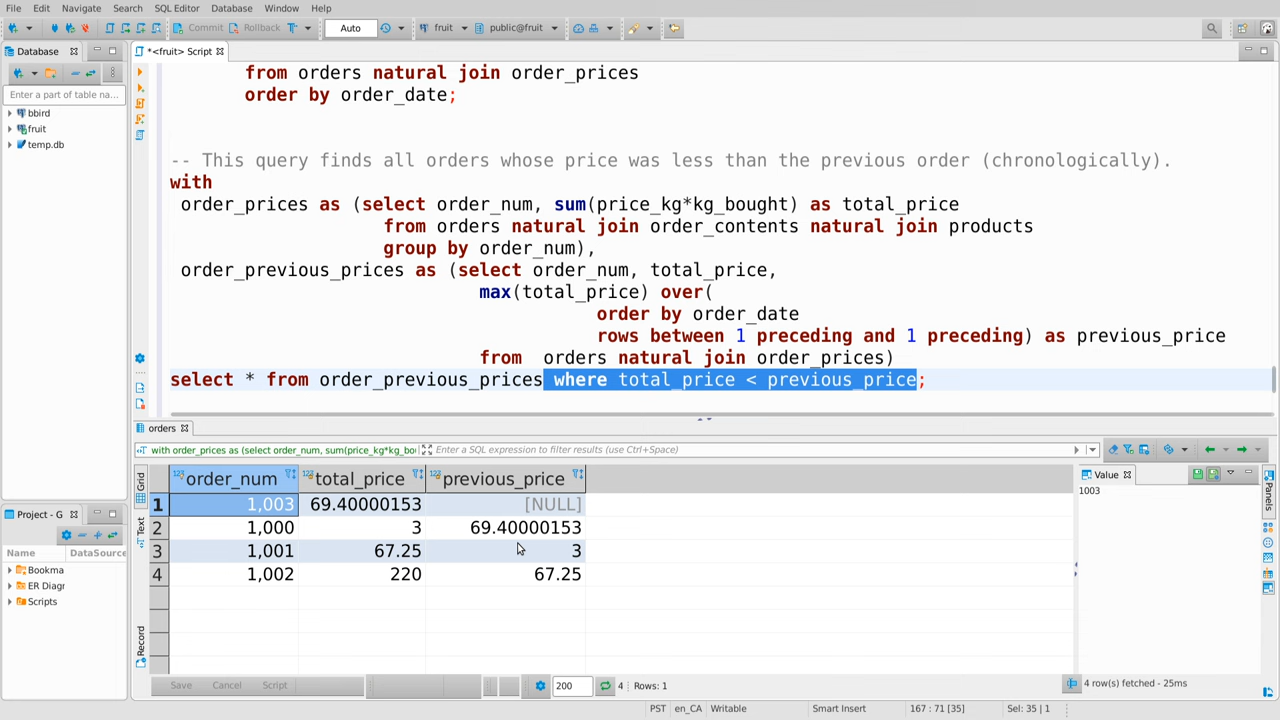 File Edit Navigate Search SQL Editor Database Window Help
Commit Rollback Auto fruit public@fruit
Database *<fruit> Script
Enter a part of table na...
bbird
fruit
temp.db
from orders natural join order_prices
order by order_date;
-- This query finds all orders whose price was less than the previous order (chronologically).
with
order_prices as (select order_num, sum(price_kg*kg_bought) as total_price
from orders natural join order_contents natural join products
group by order_num),
order_previous_prices as (select order_num, total_price,
max(total_price) over(
order by order_date
rows between 1 preceding and 1 preceding) as previous_price
from orders natural join order_prices)
select * from order_previous_prices where total_price < previous_price;
orders
with order_prices as (select order_num, sum(price_kg*kg_bo Enter a SQL expression to filter results (use Ctrl+Space)
Grid
Text
Record
order_num total_price previous_price
1 1,003 69.40000153 [NULL]
2 1,000 3 69.40000153
3 1,001 67.25 3
4 1,002 220 67.25
Value
1003
Panels
Project - G
Name DataSource
Bookma
ER Diagr
Scripts
Save Cancel Script 200 4 Rows: 1 4 row(s) fetched - 25ms
PST en_CA Writable Smart Insert 167 : 71 [35] Sel: 35 | 1